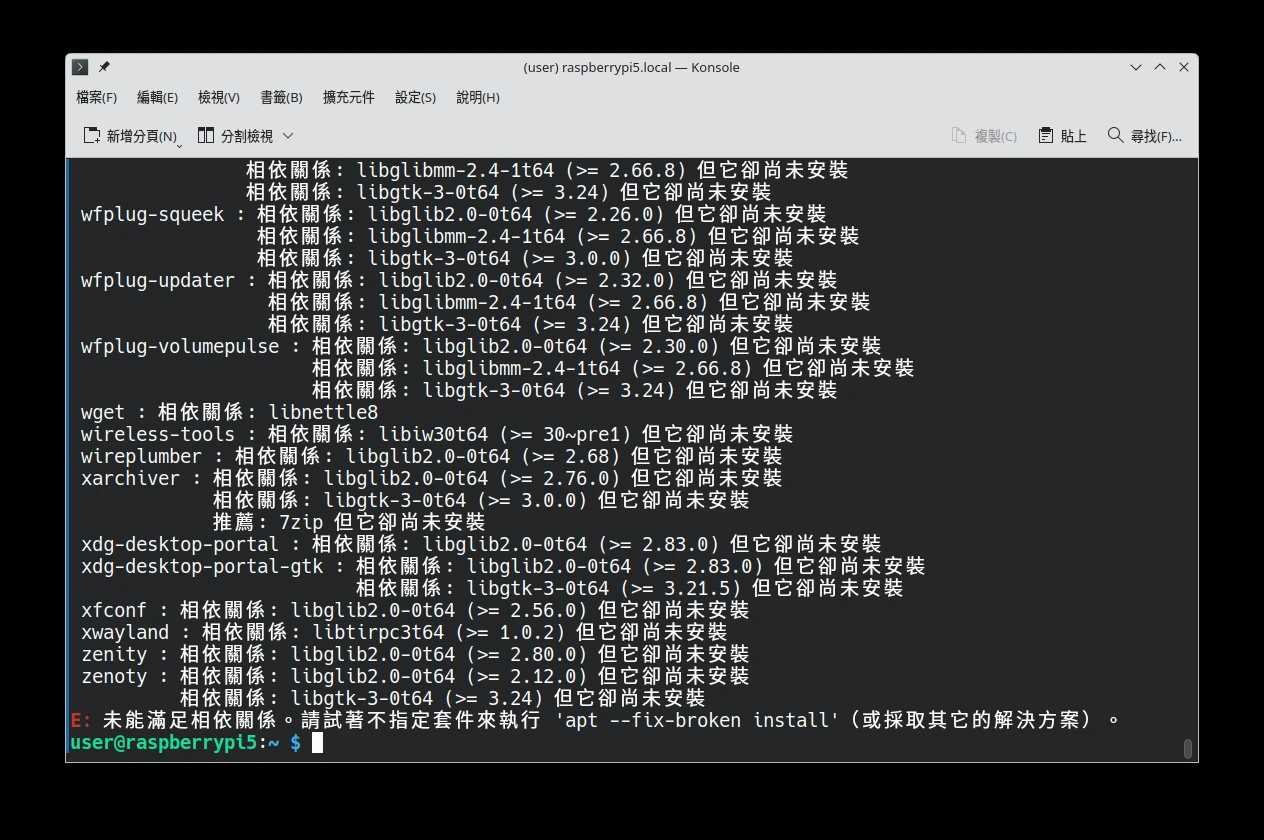 (user) raspberrypi5.local — Konsole
檔案(F) 編輯(E) 檢視(V) 書籤(B) 擴充元件 設定(S) 說明(H)
新增分頁(N) 分割檢視 複製(C) 貼上 尋找(F)...
相依關係: libglibmm-2.4-1t64 (>= 2.66.8) 但它卻尚未安裝
相依關係: libgtk-3-0t64 (>= 3.24) 但它卻尚未安裝
wfplug-squeek : 相依關係: libglib2.0-0t64 (>= 2.26.0) 但它卻尚未安裝
相依關係: libglibmm-2.4-1t64 (>= 2.66.8) 但它卻尚未安裝
相依關係: libgtk-3-0t64 (>= 3.0.0) 但它卻尚未安裝
wfplug-updater : 相依關係: libglib2.0-0t64 (>= 2.32.0) 但它卻尚未安裝
相依關係: libglibmm-2.4-1t64 (>= 2.66.8) 但它卻尚未安裝
相依關係: libgtk-3-0t64 (>= 3.24) 但它卻尚未安裝
wfplug-volumepulse : 相依關係: libglib2.0-0t64 (>= 2.30.0) 但它卻尚未安裝
相依關係: libglibmm-2.4-1t64 (>= 2.66.8) 但它卻尚未安裝
相依關係: libgtk-3-0t64 (>= 3.24) 但它卻尚未安裝
wget : 相依關係: libnettle8
wireless-tools : 相依關係: libiw30t64 (>= 30~pre1) 但它卻尚未安裝
wireplumber : 相依關係: libglib2.0-0t64 (>= 2.68) 但它卻尚未安裝
xarchiver : 相依關係: libglib2.0-0t64 (>= 2.76.0) 但它卻尚未安裝
相依關係: libgtk-3-0t64 (>= 3.0.0) 但它卻尚未安裝
推薦: 7zip 但它卻尚未安裝
xdg-desktop-portal : 相依關係: libglib2.0-0t64 (>= 2.83.0) 但它卻尚未安裝
xdg-desktop-portal-gtk : 相依關係: libglib2.0-0t64 (>= 2.83.0) 但它卻尚未安裝
相依關係: libgtk-3-0t64 (>= 3.21.5) 但它卻尚未安裝
xfconf : 相依關係: libglib2.0-0t64 (>= 2.56.0) 但它卻尚未安裝
xwayland : 相依關係: libtirpc3t64 (>= 1.0.2) 但它卻尚未安裝
zenity : 相依關係: libglib2.0-0t64 (>= 2.80.0) 但它卻尚未安裝
zenoty : 相依關係: libglib2.0-0t64 (>= 2.12.0) 但它卻尚未安裝
相依關係: libgtk-3-0t64 (>= 3.24) 但它卻尚未安裝
E: 未能滿足相依關係。請試著不指定套件來執行 'apt --fix-broken install'（或採取其它的解決方案）。
user@raspberrypi5:~ $